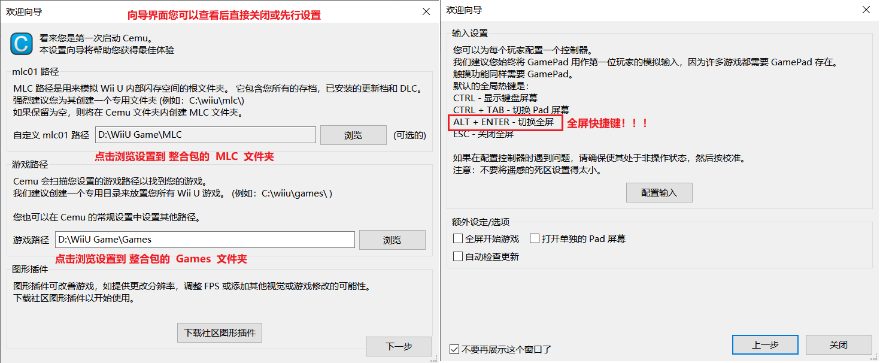 欢迎向导
向导界面您可以查看后直接关闭或先行设置
看来您是第一次启动 Cemu。
本设置向导将帮助您获得最佳体验
mlc01 路径
MLC 路径是用来模拟 Wii U 内部闪存空间的根文件夹。它包含您所有的存档，已安装的更新档和 DLC。
强烈建议您为其创建一个专用文件夹 (例如：C:\wiiu\mlc\)
如果保留为空，则将在 Cemu 文件夹内创建 MLC 文件夹。
自定义 mlc01 路径 D:\WiiU Game\MLC 浏览 (可选的)
点击浏览设置到 整合包的 MLC 文件夹
游戏路径
Cemu 会扫描您设置的游戏路径以找到您的游戏。
我们建议创建一个专用目录来放置您所有 Wii U 游戏。 (例如：C:\wiiu\games\ )
您也可以在 Cemu 的常规设置中设置其他路径。
游戏路径 D:\WiiU Game\Games 浏览
点击浏览设置到 整合包的 Games 文件夹
图形插件
图形插件可改善游戏，如提供更改分辨率，调整 FPS 或添加其他视觉或游戏修改的可能性。
下载社区图形插件以开始使用。
下载社区图形插件
下一步
欢迎向导
输入设置
您可以为每个玩家配置一个控制器。
我们建议您始终将 GamePad 用作第一位玩家的模拟输入，因为许多游戏都需要 GamePad 存在。
触摸功能同样需要 GamePad。
默认的全局热键是：
CTRL - 显示键盘屏幕
CTRL + TAB - 切换 Pad 屏幕
ALT + ENTER - 切换全屏 全屏快捷键！！！
ESC - 关闭全屏
如果在配置控制器时遇到问题，请确保使其处于非操作状态，然后按校准。
注意：不要将遥感的死区设置得太小。
配置输入
额外设定/选项
全屏开始游戏 打开单独的 Pad 屏幕
自动检查更新
不要再展示这个窗口了 上一步 关闭